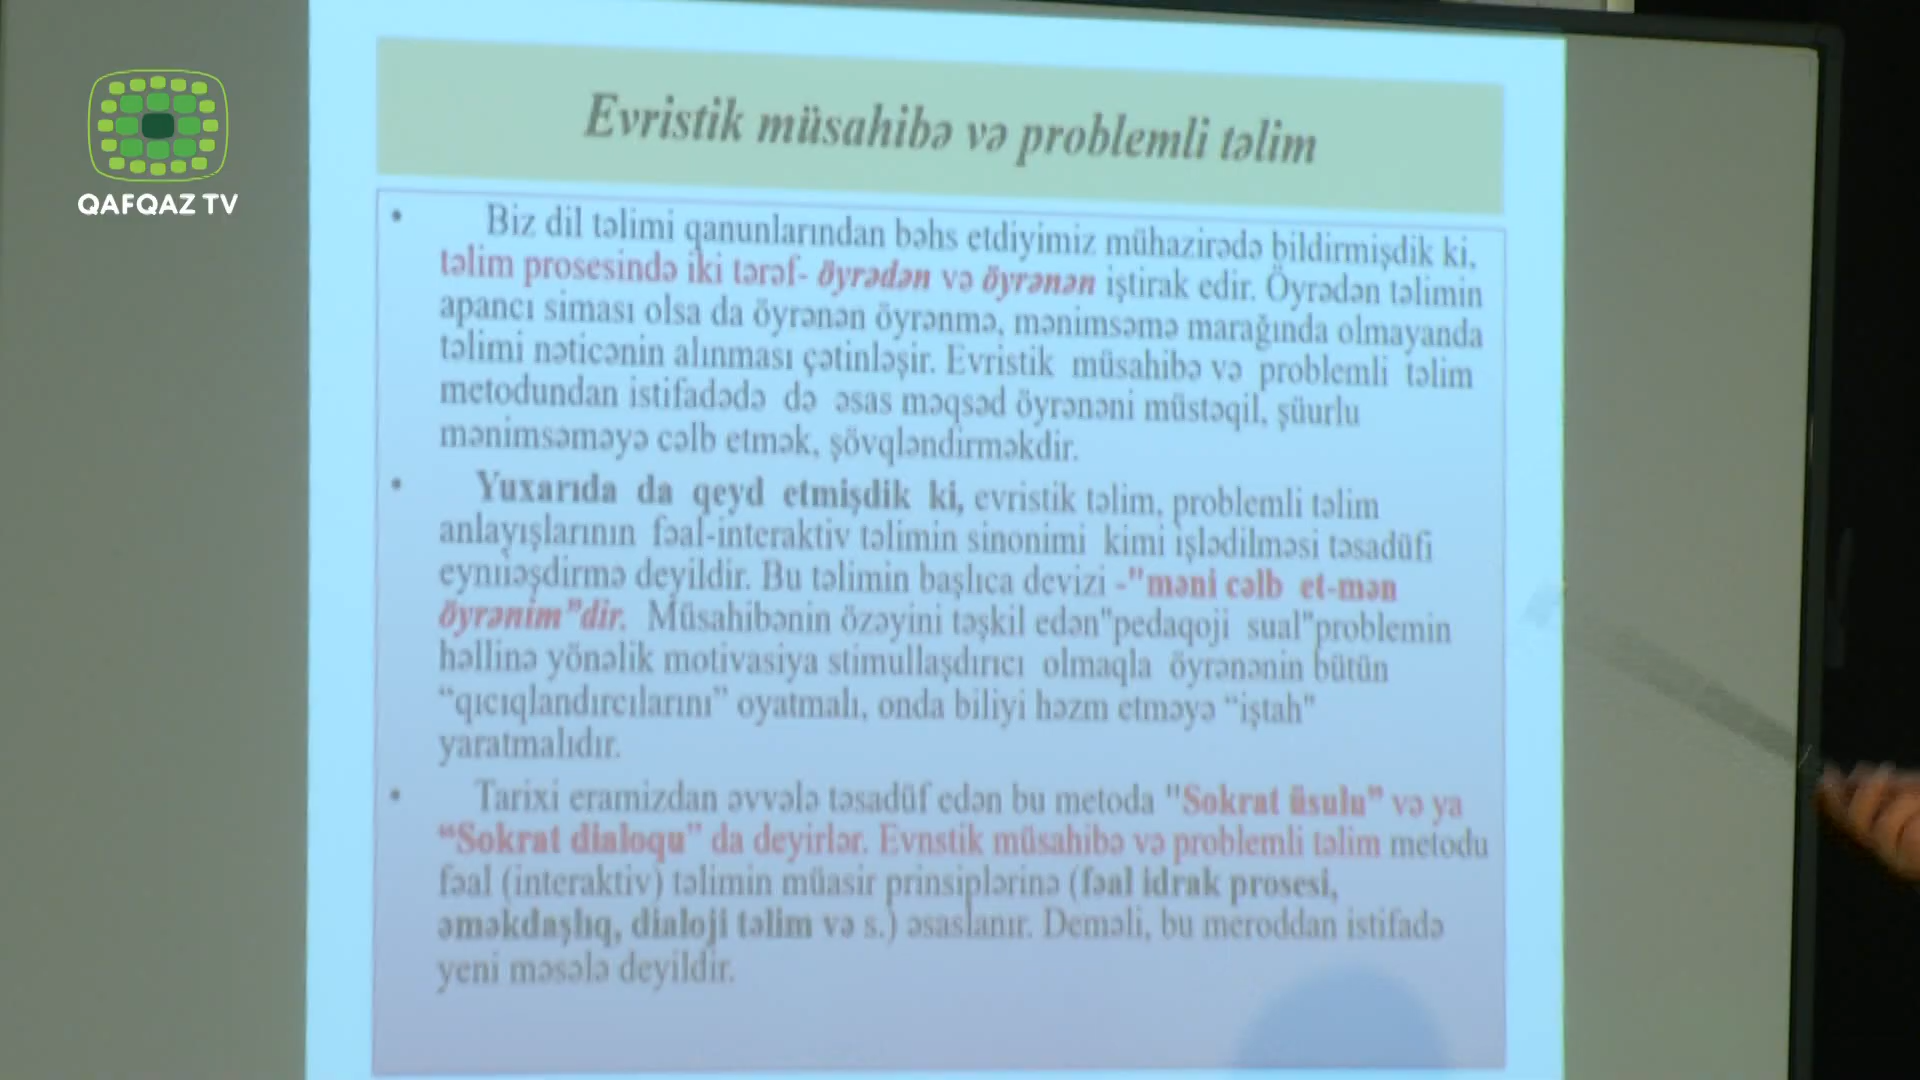 QAFQAZ TV
Evristik müsahibə və problemli təlim
• Biz dil təlimi qanunlarından bəhs etdiyimiz mühazirədə bildirmişdik ki,
təlim prosesində iki tərəf- öyrədən və öyrənən iştirak edir. Öyrədən təlimin
apancı siması olsa da öyrənən öyrənmə, mənimsəmə marağında olmayanda
təlimi nəticənin alınması çətinləşir. Evristik müsahibə və problemli təlim
metodundan istifadədə də əsas məqsəd öyrənəni müstəqil, şüurlu
mənimsəməyə cəlb etmək, şövqləndirməkdir.
• Yuxarıda da qeyd etmişdik ki, evristik təlim, problemli təlim
anlayışlarının fəal-interaktiv təlimin sinonimi kimi işlədilməsi təsadüfi
eynıiəşdirmə deyildir. Bu təlimin başlıca devizi -"məni cəlb et-mən
öyrənim”dir. Müsahibənin özəyini təşkil edən"pedaqoji sual"problemin
həllinə yönəlik motivasiya stimullaşdırıcı olmaqla öyrənənin bütün
“qıcıqlandırcılarını” oyatmalı, onda biliyi həzm etməyə “iştah"
yaratmalıdır.
• Tarixi eramizdan əvvələ təsadüf edən bu metoda "Sokrat üsulu” və ya
“Sokrat dialoqu” da deyirlər. Evnstik müsahibə və problemli təlim metodu
fəal (interaktiv) təlimin müasir prinsiplərinə (fəal idrak prosesi,
əməkdaşlıq, dialoji təlim və s.) əsaslanır. Deməli, bu meroddan istifadə
yeni məsələ deyildir.